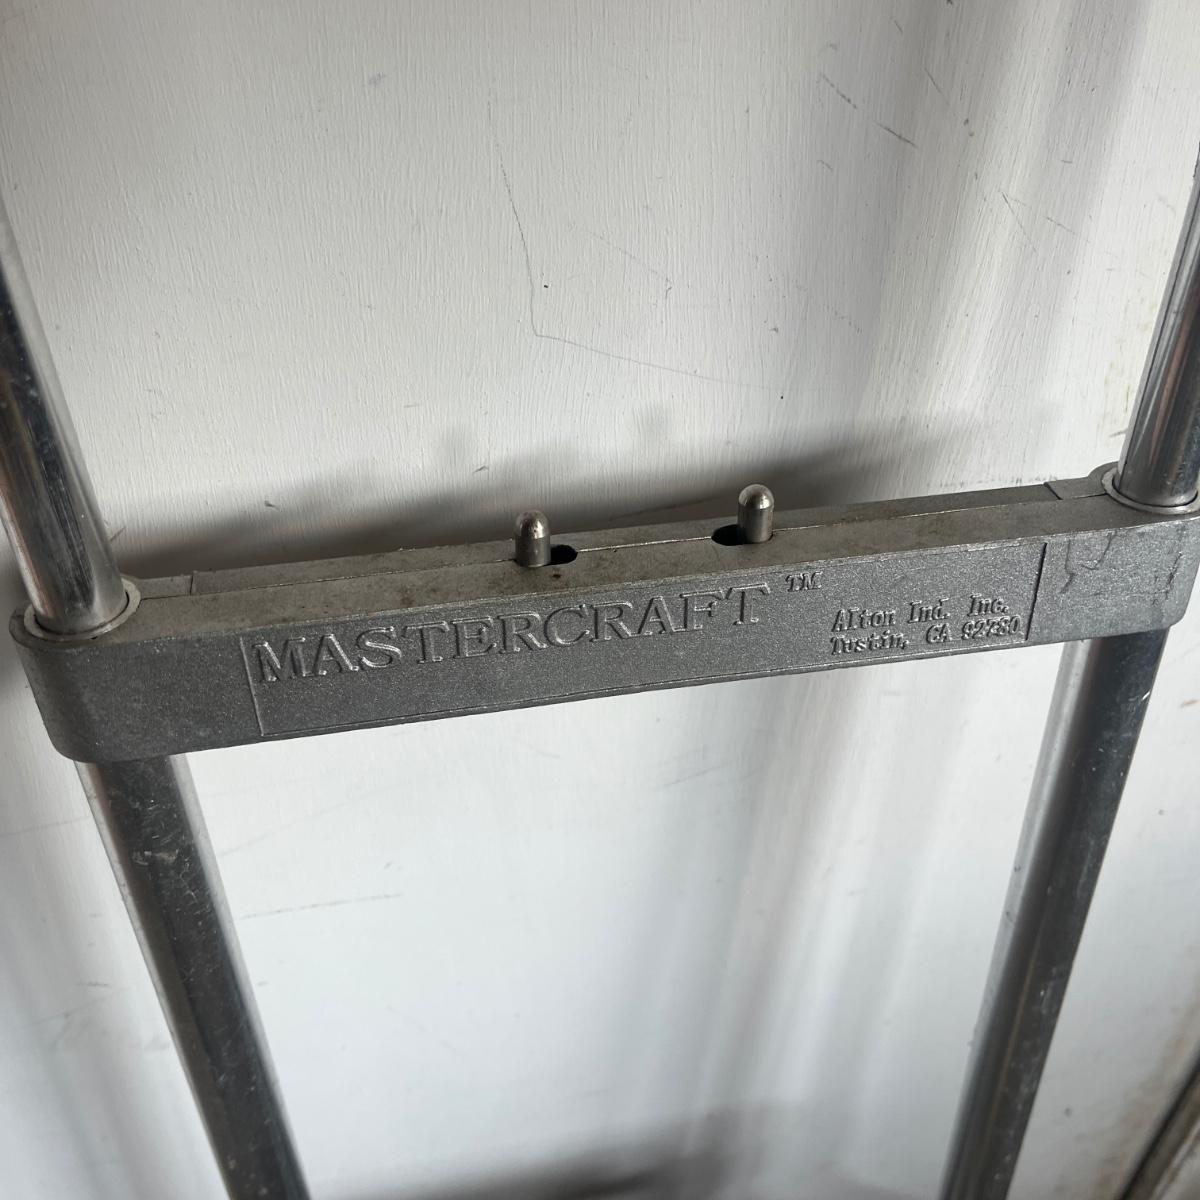 MASTERCRAFT™
Alton Ind. Inc.
Tustin, CA 92780